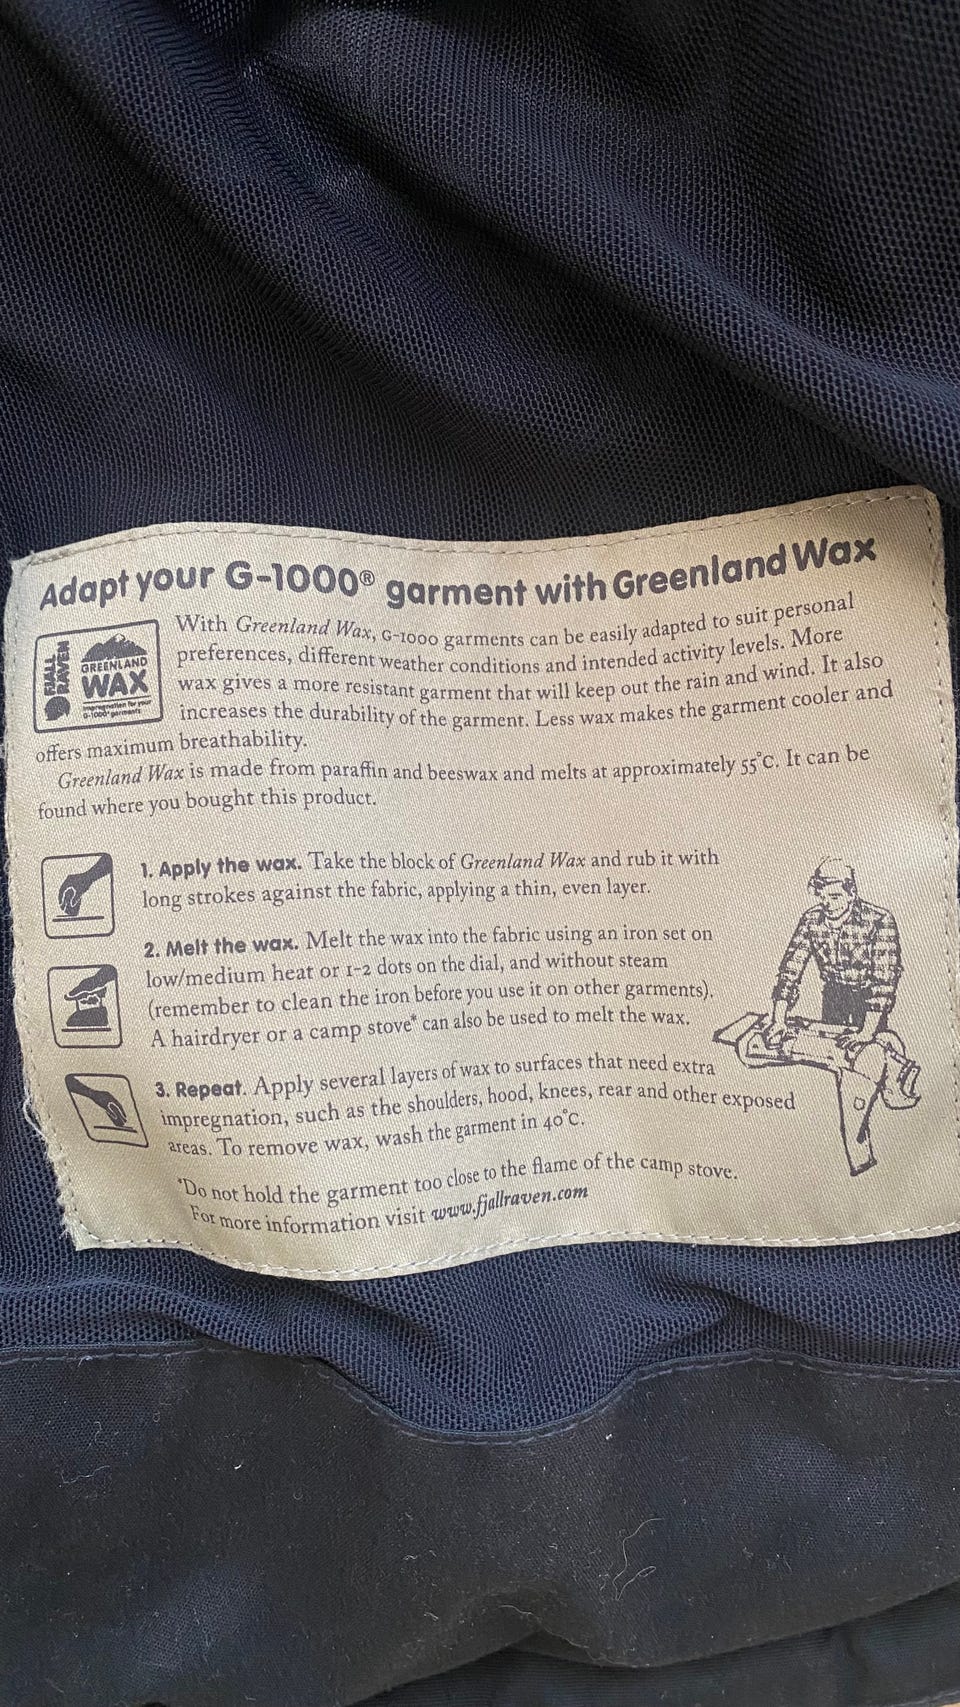 Adapt your G-1000® garment with Greenland Wax
FJÄLL
RÄVEN
GREENLAND
WAX
Impregnation for your
G-1000® garments
With Greenland Wax, G-1000 garments can be easily adapted to suit personal
preferences, different weather conditions and intended activity levels. More
wax gives a more resistant garment that will keep out the rain and wind. It also
increases the durability of the garment. Less wax makes the garment cooler and
offers maximum breathability.
Greenland Wax is made from paraffin and beeswax and melts at approximately 55°C. It can be
found where you bought this product.
1. Apply the wax. Take the block of Greenland Wax and rub it with
long strokes against the fabric, applying a thin, even layer.
2. Melt the wax. Melt the wax into the fabric using an iron set on
low/medium heat or 1-2 dots on the dial, and without steam
(remember to clean the iron before you use it on other garments).
A hairdryer or a camp stove* can also be used to melt the wax.
3. Repeat. Apply several layers of wax to surfaces that need extra
impregnation, such as the shoulders, hood, knees, rear and other exposed
areas. To remove wax, wash the garment in 40°C.
*Do not hold the garment too close to the flame of the camp stove.
For more information visit www.fjallraven.com